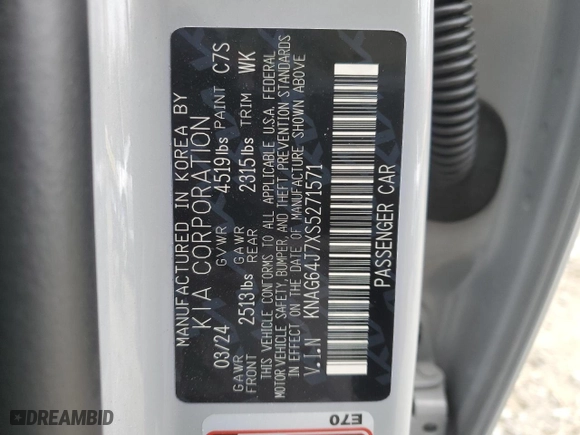 MANUFACTURED IN KOREA BY
KIA CORPORATION
03/24 GVWR 4519lbs PAINT C7S
GAWR FRONT 2513lbs GAWR REAR 2315lbs TRIM WK
THIS VEHICLE CONFORMS TO ALL APPLICABLE U.S.A. FEDERAL
MOTOR VEHICLE SAFETY, BUMPER, AND THEFT PREVENTION STANDARDS
IN EFFECT ON THE DATE OF MANUFACTURE SHOWN ABOVE
V.I.N KNAG64J7XS5271571
PASSENGER CAR
E70
DREAMBID